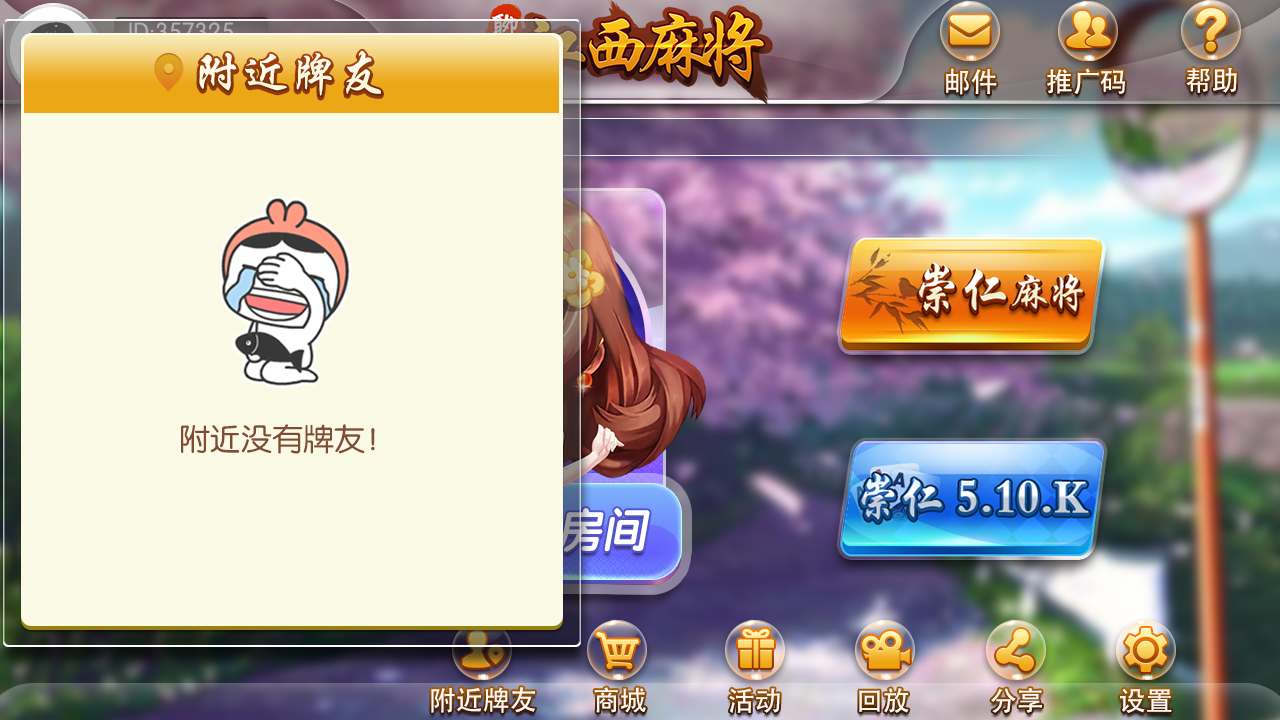 ID:357325
聊
西麻将
邮件
推广码
帮助
附近牌友
附近没有牌友！
崇仁麻将
崇仁 5.10.K
房间
附近牌友
商城
活动
回放
分享
设置